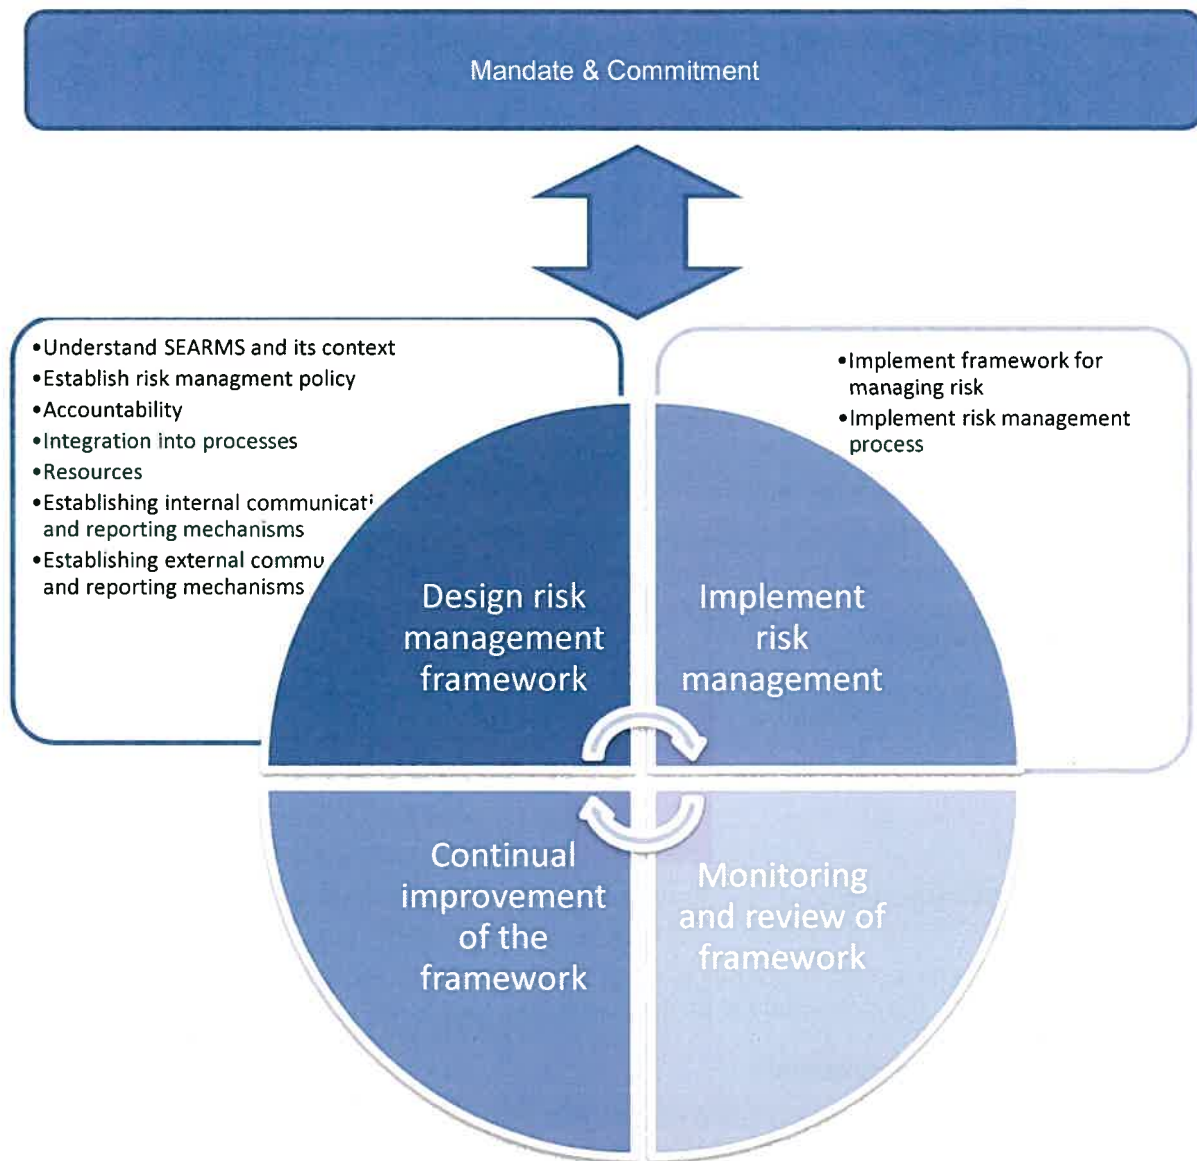 Mandate & Commitment
•Understand SEARMS and its context
•Establish risk managment policy
•Accountability
•Integration into processes
•Resources
•Establishing internal communicati
and reporting mechanisms
•Establishing external commu
and reporting mechanisms
•Implement framework for
managing risk
•Implement risk management
process
Design risk
management
framework
Implement
risk
management
Continual
improvement
of the
framework
Monitoring
and review of
framework